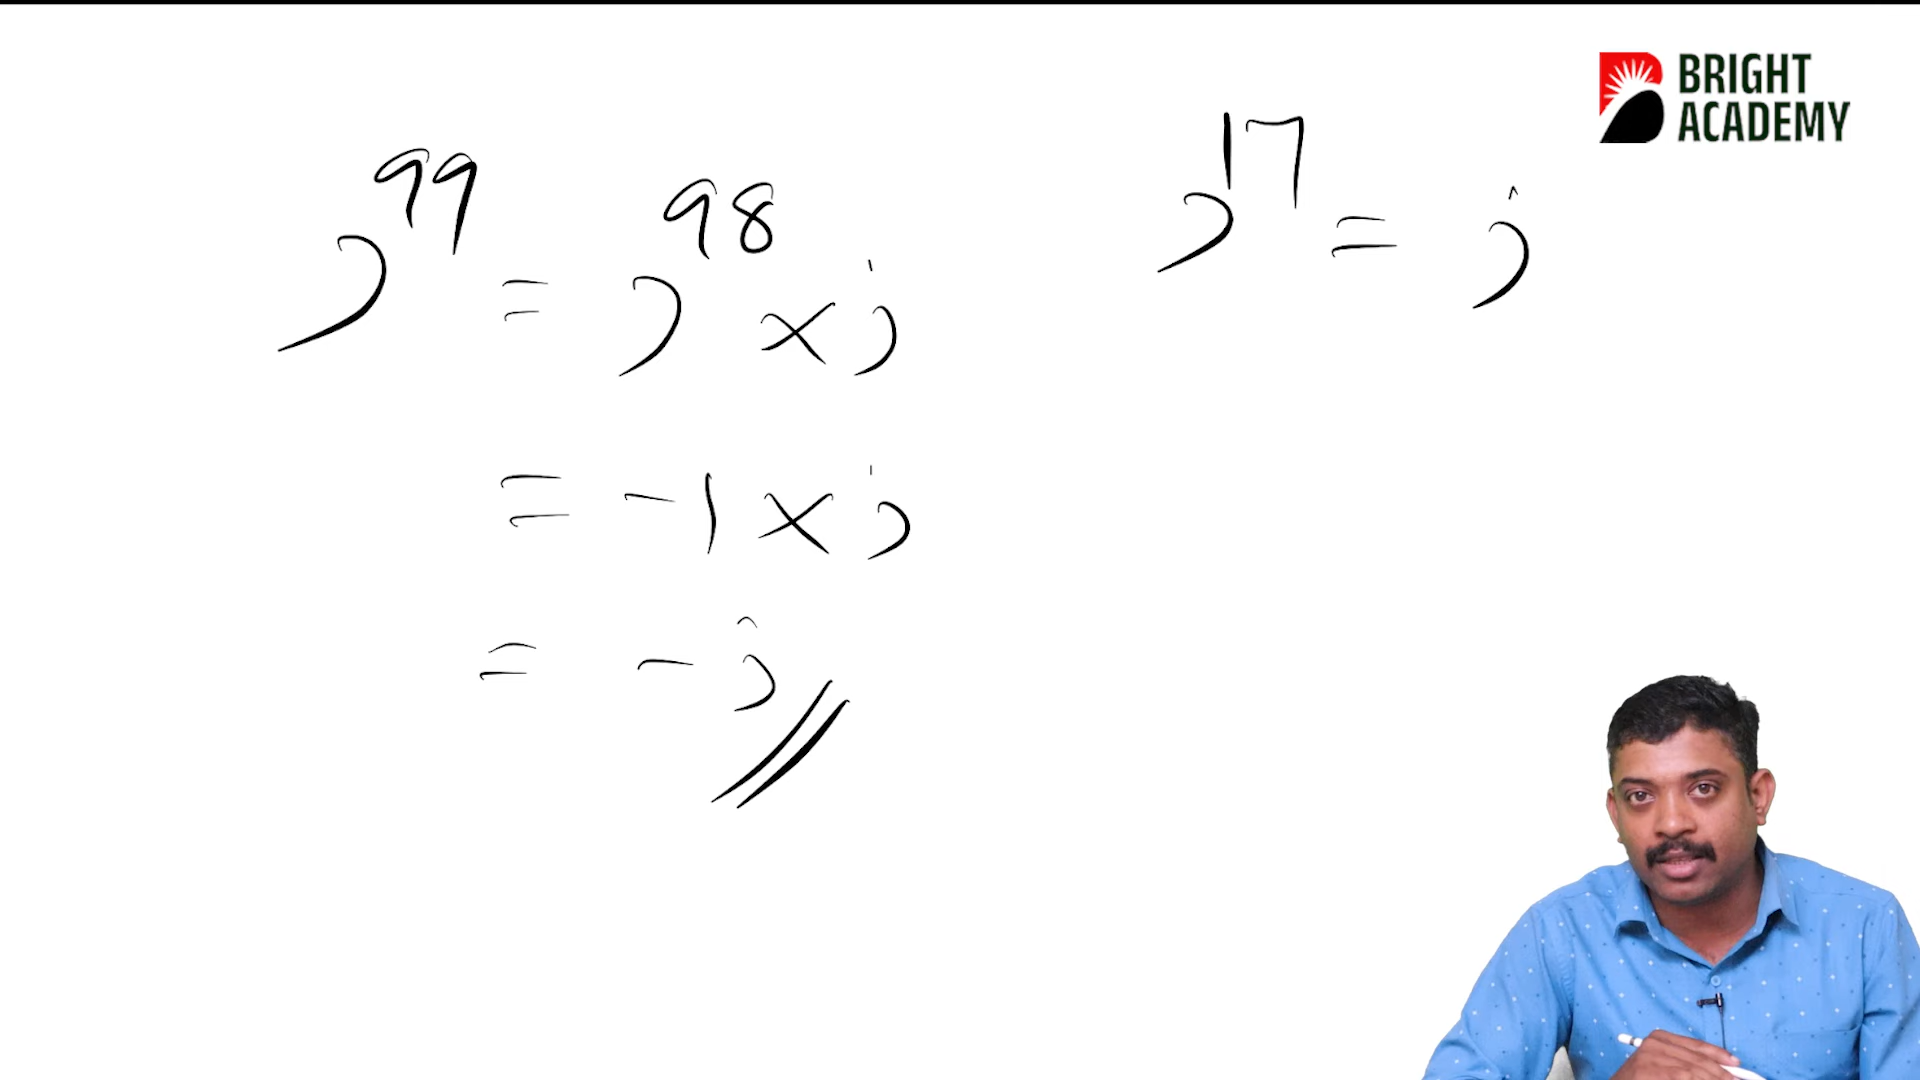 BRIGHT
ACADEMY
j^99 = j^98 × j
= -1 × j
= -j
j^17 = j